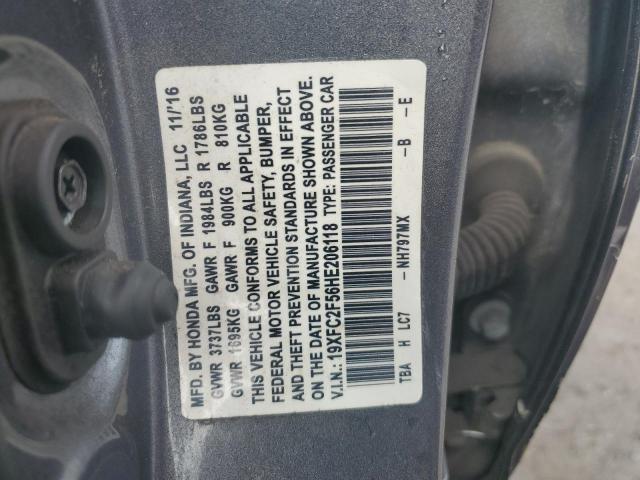 MFD. BY HONDA MFG. OF INDIANA, LLC 11/'16
GVWR 3737LBS GAWR F 1984LBS R 1786LBS
GVWR 1695KG GAWR F 900KG R 810KG
THIS VEHICLE CONFORMS TO ALL APPLICABLE
FEDERAL MOTOR VEHICLE SAFETY, BUMPER,
AND THEFT PREVENTION STANDARDS IN EFFECT
ON THE DATE OF MANUFACTURE SHOWN ABOVE.
V.I.N.: 19XFC2F56HE206118 TYPE: PASSENGER CAR
TBA H LC7 -NH797MX -B -E